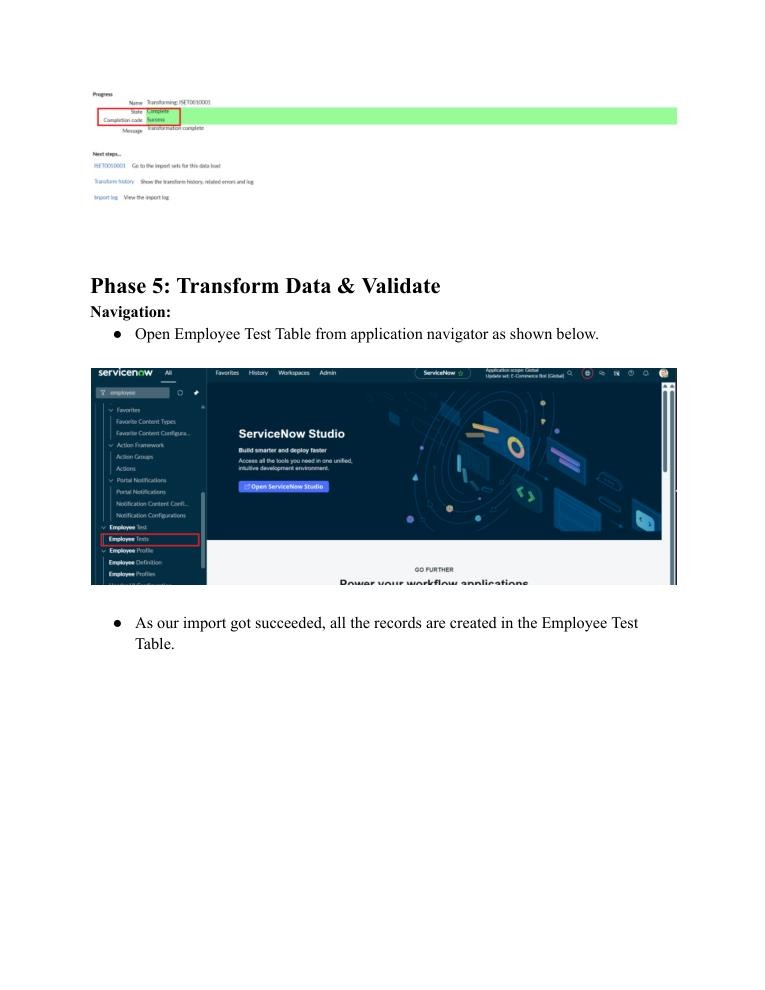 Progress
Name Transforming: ISET0010001
State Complete
Completion code Success
Message Transformation complete
Next steps...
ISET0010001 Go to the import sets for this data load
Transform history Show the transform history, related errors and log
Import log View the import log
Phase 5: Transform Data & Validate
Navigation:
● Open Employee Test Table from application navigator as shown below.
servicenow All Favorites History Workspaces Admin ServiceNow ☆
Application scope: Global
Update set: E-Commerce Bot [Global]
employee
Favorites
Favorite Content Types
Favorite Content Configura...
Action Framework
Action Groups
Actions
Portal Notifications
Portal Notifications
Notification Content Confi...
Notification Configurations
Employee Test
Employee Tests
Employee Profile
Employee Definition
Employee Profiles
ServiceNow Studio
Build smarter and deploy faster
Access all the tools you need in one unified,
intuitive development environment.
Open ServiceNow Studio
GO FURTHER
Power your workflow applications
● As our import got succeeded, all the records are created in the Employee Test
Table.